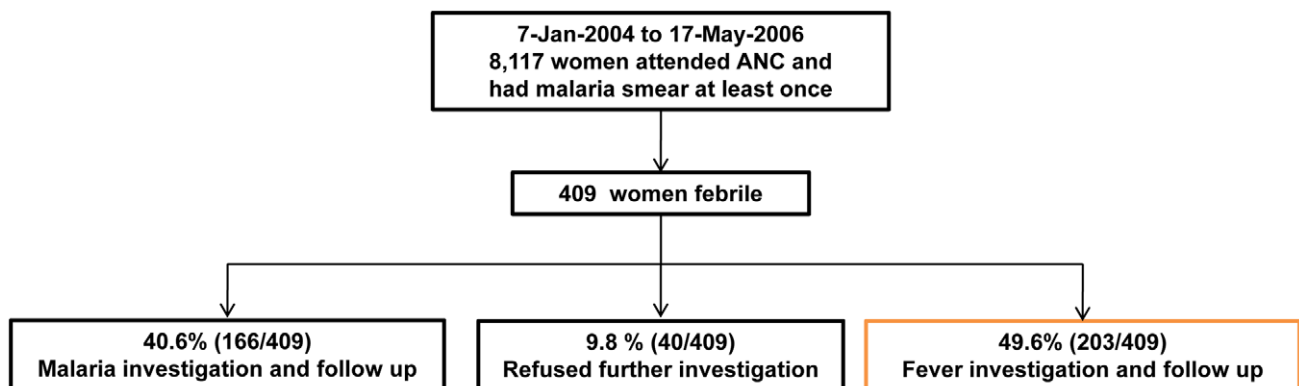 7-Jan-2004 to 17-May-2006
8,117 women attended ANC and
had malaria smear at least once
409 women febrile
40.6% (166/409)
Malaria investigation and follow up
9.8 % (40/409)
Refused further investigation
49.6% (203/409)
Fever investigation and follow up